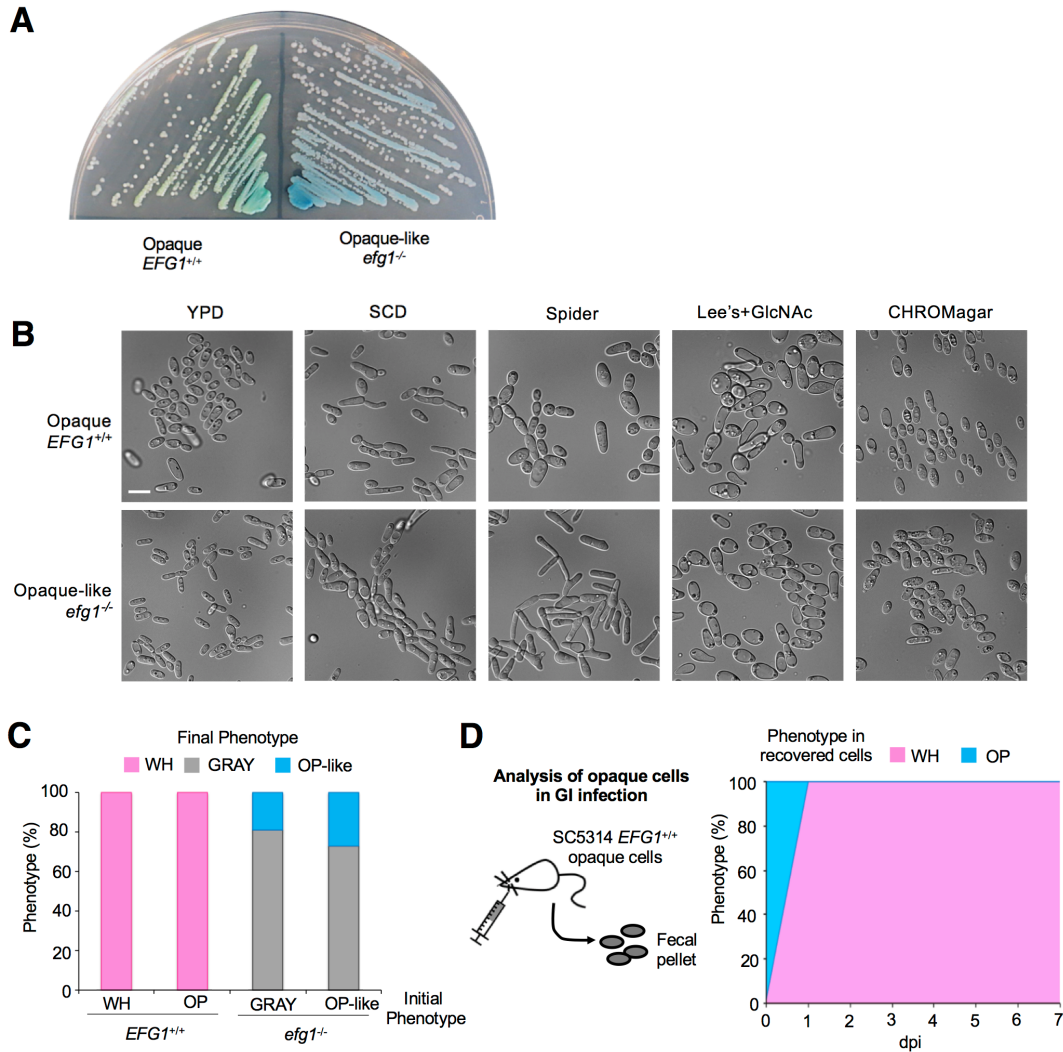 A
Opaque
EFG1+/+
Opaque-like
efg1-/-
B
YPD
SCD
Spider
Lee's+GlcNAc
CHROMagar
Opaque
EFG1+/+
Opaque-like
efg1-/-
C
Final Phenotype
WH
GRAY
OP-like
Phenotype (%)
100
80
60
40
20
0
WH
OP
GRAY
OP-like
EFG1+/+
efg1-/-
Initial
Phenotype
D
Analysis of opaque cells
in GI infection
SC5314 EFG1+/+
opaque cells
Fecal
pellet
Phenotype in
recovered cells
WH
OP
Phenotype (%)
100
80
60
40
20
0
0
1
2
3
4
5
6
7
dpi